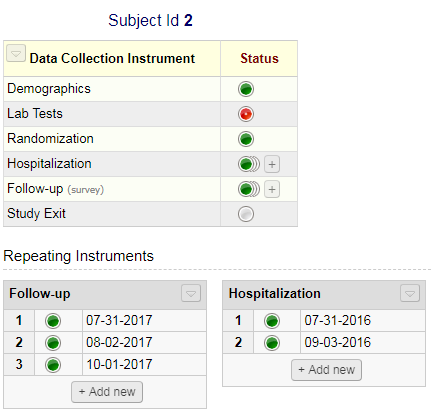 Subject Id 2
Data Collection Instrument Status
Demographics
Lab Tests
Randomization
Hospitalization +
Follow-up (survey) +
Study Exit
Repeating Instruments
Follow-up
1 07-31-2017
2 08-02-2017
3 10-01-2017
+ Add new
Hospitalization
1 07-31-2016
2 09-03-2016
+ Add new